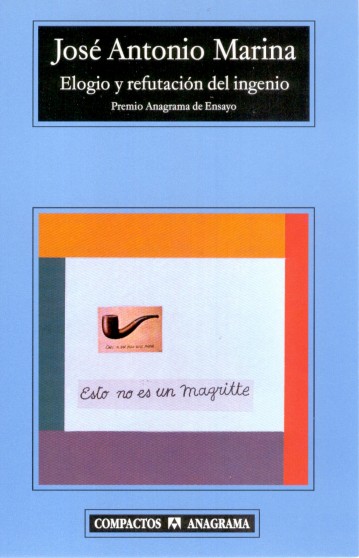 José Antonio Marina
Elogio y refutación del ingenio
Premio Anagrama de Ensayo
Esto no es un magritte
COMPACTOS ANAGRAMA